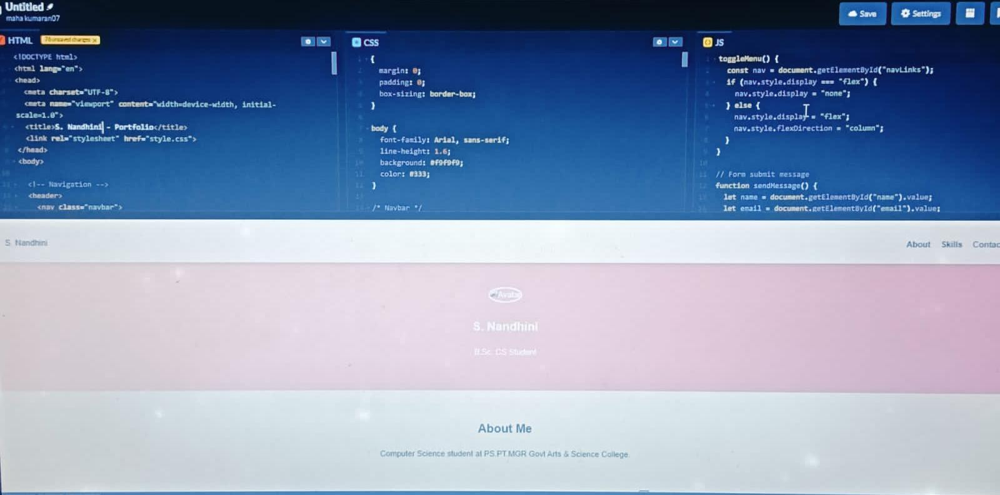 Untitled
maha kumaran07
Save
Settings
HTML
76 unsaved changes ×
<!DOCTYPE html>
<html lang="en">
<head>
<meta charset="UTF-8">
<meta name="viewport" content="width=device-width, initial-
scale=1.0">
<title>S. Nandhini - Portfolio</title>
<link rel="stylesheet" href="style.css">
</head>
<body>
<!-- Navigation -->
<header>
<nav class="navbar">
CSS
{
margin: 0;
padding: 0;
box-sizing: border-box;
}
body {
font-family: Arial, sans-serif;
line-height: 1.6;
background: #f9f9f9;
color: #333;
}
/* Navbar */
JS
toggleMenu() {
const nav = document.getElementById("navLinks");
if (nav.style.display === "flex") {
nav.style.display = "none";
} else {
nav.style.display = "flex";
nav.style.flexDirection = "column";
}
}
// Form submit message
function sendMessage() {
let name = document.getElementById("name").value;
let email = document.getElementById("email").value;
S. Nandhini
About Skills Contac
Avata
S. Nandhini
B.Sc. CS Student
About Me
Computer Science student at PS.PT.MGR Govt Arts & Science College.